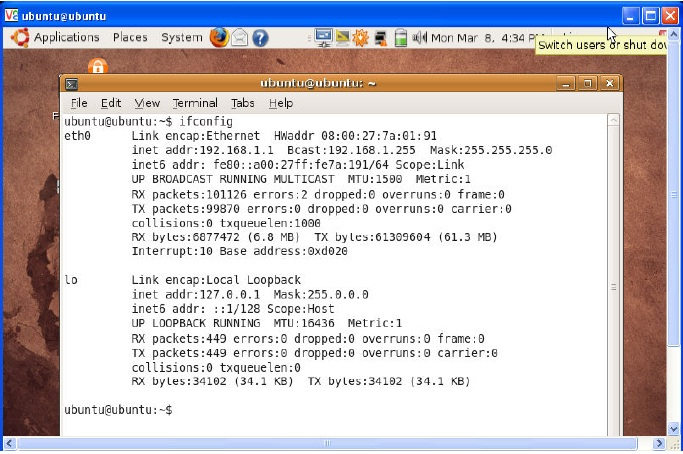 ubuntu@ubuntu
Applications Places System Mon Mar 8, 4:34 PM
Switch users or shut dov
ubuntu@ubuntu: ~
File Edit View Terminal Tabs Help
ubuntu@ubuntu:~$ ifconfig
eth0 Link encap:Ethernet HWaddr 08:00:27:7a:01:91
inet addr:192.168.1.1 Bcast:192.168.1.255 Mask:255.255.255.0
inet6 addr: fe80::a00:27ff:fe7a:191/64 Scope:Link
UP BROADCAST RUNNING MULTICAST MTU:1500 Metric:1
RX packets:101126 errors:2 dropped:0 overruns:0 frame:0
TX packets:99870 errors:0 dropped:0 overruns:0 carrier:0
collisions:0 txqueuelen:1000
RX bytes:6877472 (6.8 MB) TX bytes:61309604 (61.3 MB)
Interrupt:10 Base address:0xd020
lo Link encap:Local Loopback
inet addr:127.0.0.1 Mask:255.0.0.0
inet6 addr: ::1/128 Scope:Host
UP LOOPBACK RUNNING MTU:16436 Metric:1
RX packets:449 errors:0 dropped:0 overruns:0 frame:0
TX packets:449 errors:0 dropped:0 overruns:0 carrier:0
collisions:0 txqueuelen:0
RX bytes:34102 (34.1 KB) TX bytes:34102 (34.1 KB)
ubuntu@ubuntu:~$